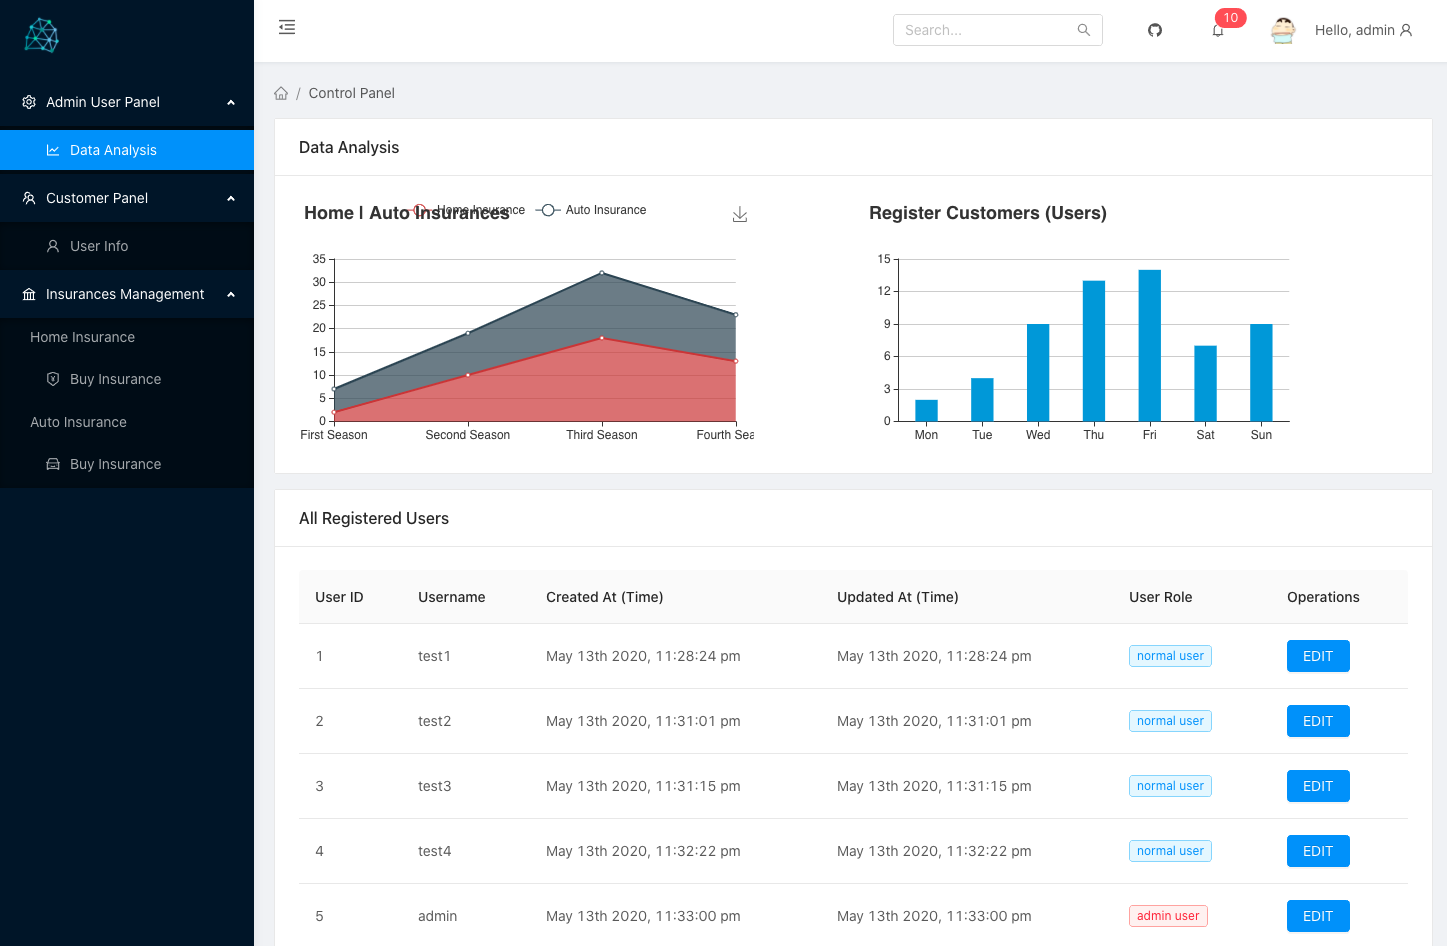 10
Search...
Hello, admin
Admin User Panel
Data Analysis
Customer Panel
User Info
Insurances Management
Home Insurance
Buy Insurance
Auto Insurance
Buy Insurance
/ Control Panel
Data Analysis
Home | Auto Insurances
Home Insurance
Auto Insurance
35
30
25
20
15
10
5
0
First Season
Second Season
Third Season
Fourth Sea
Register Customers (Users)
15
12
9
6
3
0
Mon
Tue
Wed
Thu
Fri
Sat
Sun
All Registered Users
User ID Username Created At (Time) Updated At (Time) User Role Operations
1 test1 May 13th 2020, 11:28:24 pm May 13th 2020, 11:28:24 pm normal user EDIT
2 test2 May 13th 2020, 11:31:01 pm May 13th 2020, 11:31:01 pm normal user EDIT
3 test3 May 13th 2020, 11:31:15 pm May 13th 2020, 11:31:15 pm normal user EDIT
4 test4 May 13th 2020, 11:32:22 pm May 13th 2020, 11:32:22 pm normal user EDIT
5 admin May 13th 2020, 11:33:00 pm May 13th 2020, 11:33:00 pm admin user EDIT